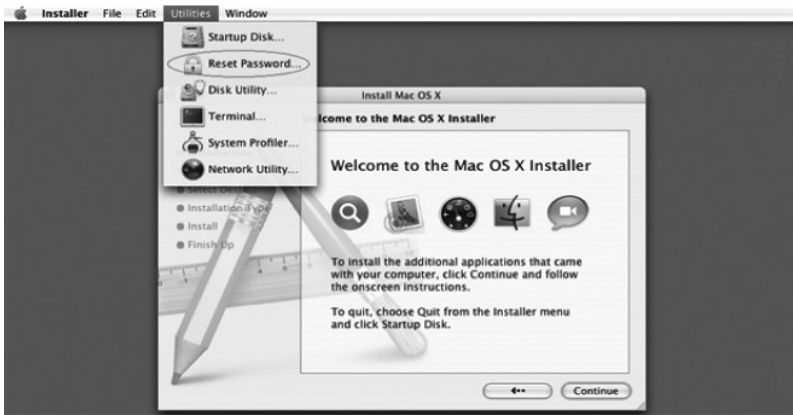 Installer File Edit Utilities Window
Startup Disk...
Reset Password...
Disk Utility...
Terminal...
System Profiler...
Network Utility...
Install Mac OS X
elcome to the Mac OS X Installer
Select Des
Installation Type
Install
Finish Up
Welcome to the Mac OS X Installer
To install the additional applications that came
with your computer, click Continue and follow
the onscreen instructions.
To quit, choose Quit from the Installer menu
and click Startup Disk.
Continue